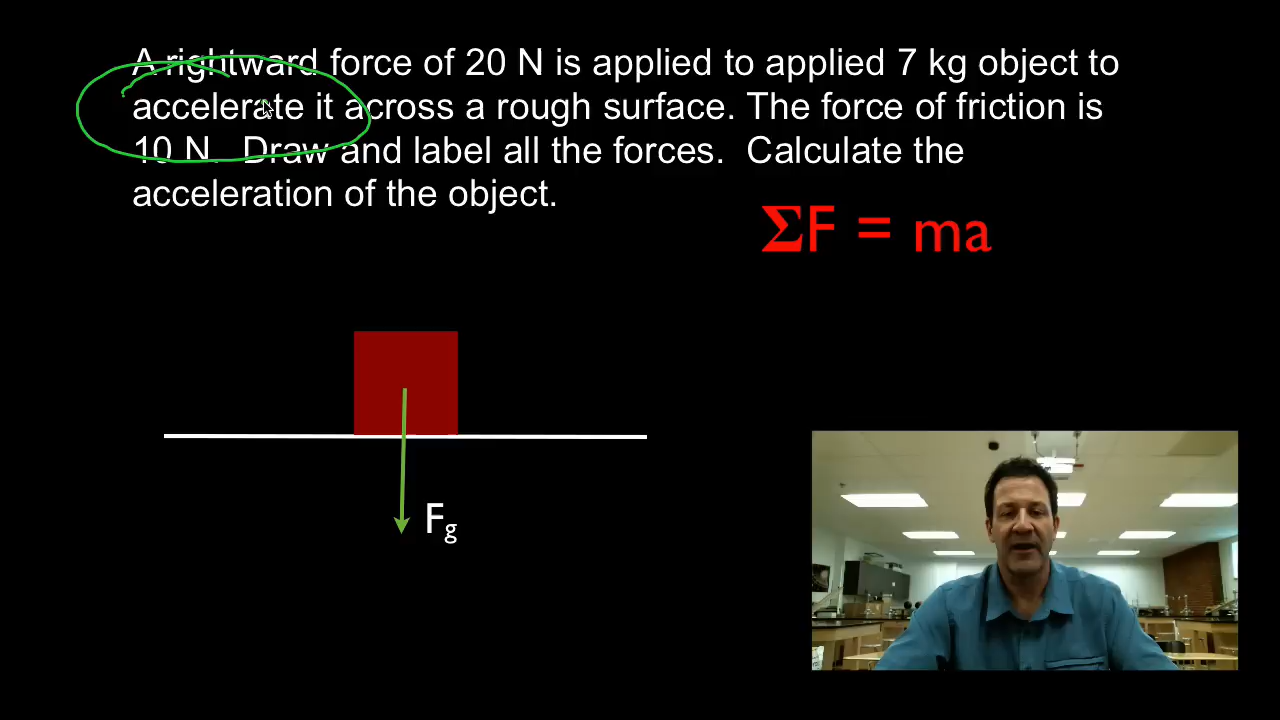 A rightward force of 20 N is applied to applied 7 kg object to
accelerate it across a rough surface. The force of friction is
10 N. Draw and label all the forces. Calculate the
acceleration of the object.
ΣF = ma
Fg